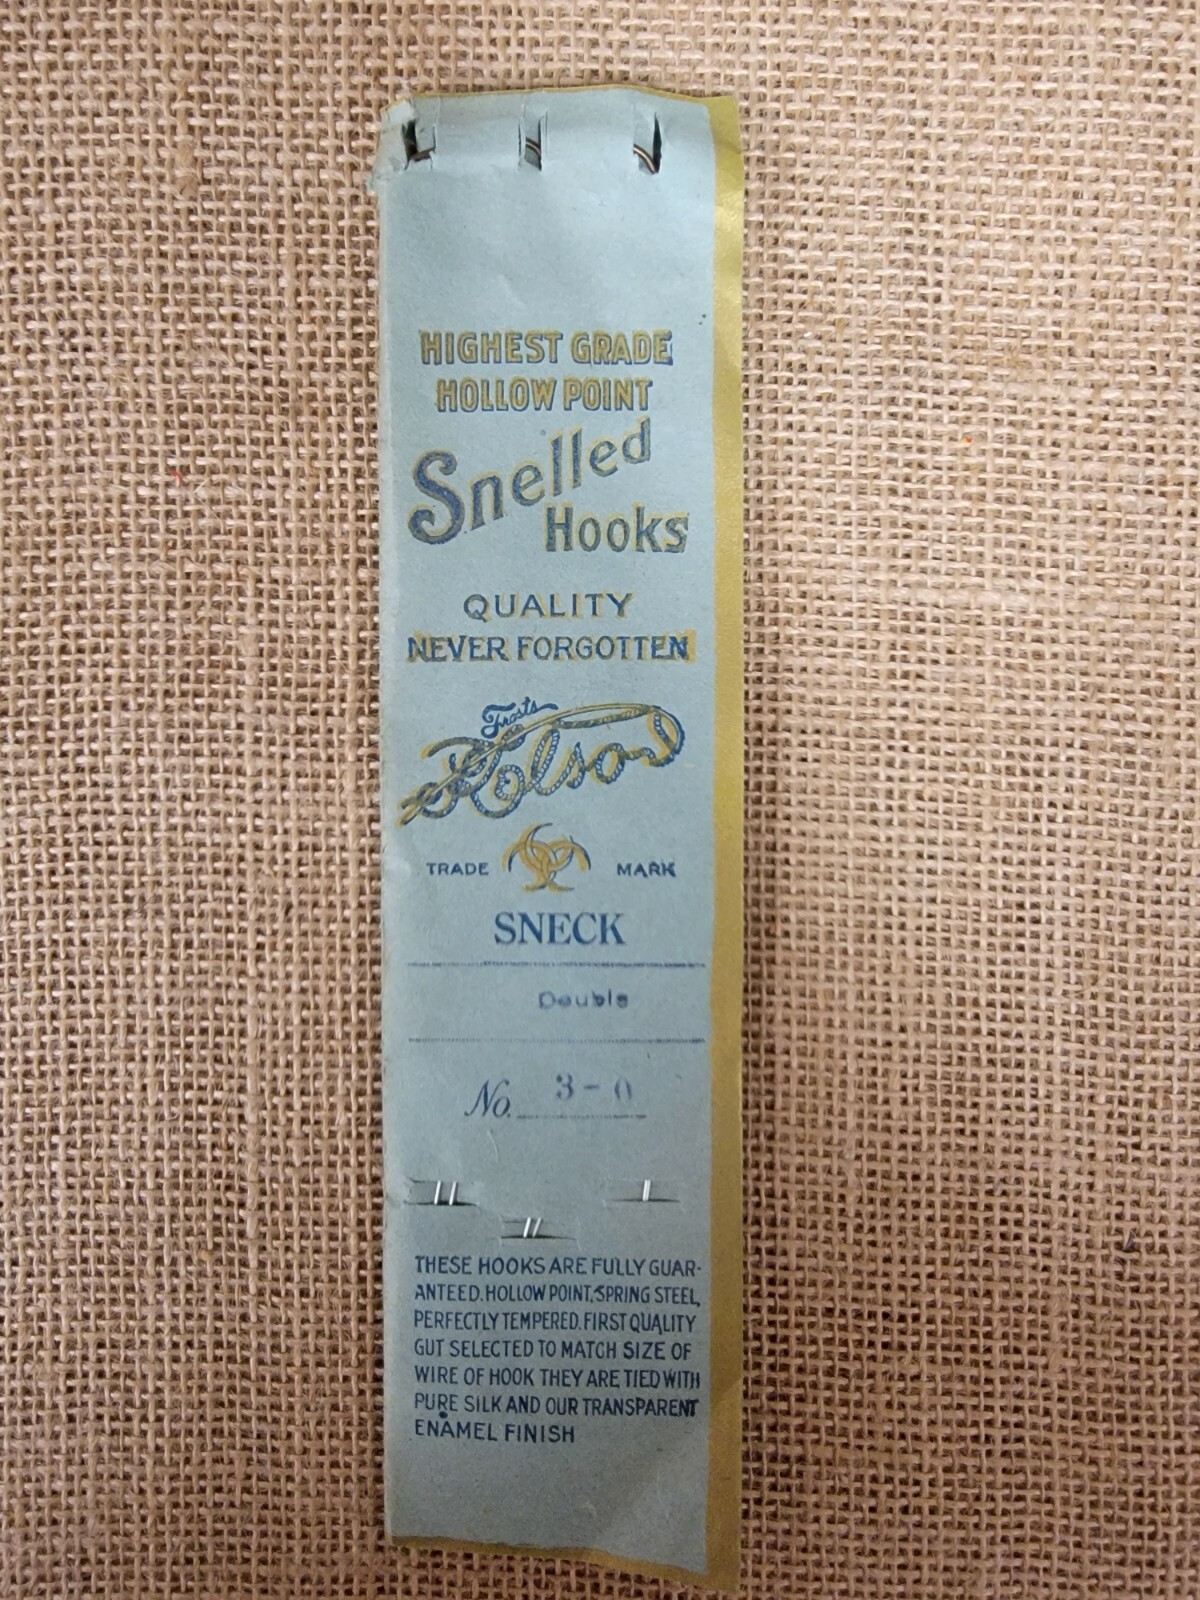 HIGHEST GRADE
HOLLOW POINT
Snelled
Hooks
QUALITY
NEVER FORGOTTEN
Frost's
Kelso
TRADE MARK
SNECK
Double
No. 3-0
THESE HOOKS ARE FULLY GUAR-
ANTEED. HOLLOW POINT, SPRING STEEL,
PERFECTLY TEMPERED. FIRST QUALITY
GUT SELECTED TO MATCH SIZE OF
WIRE OF HOOK THEY ARE TIED WITH
PURE SILK AND OUR TRANSPARENT
ENAMEL FINISH